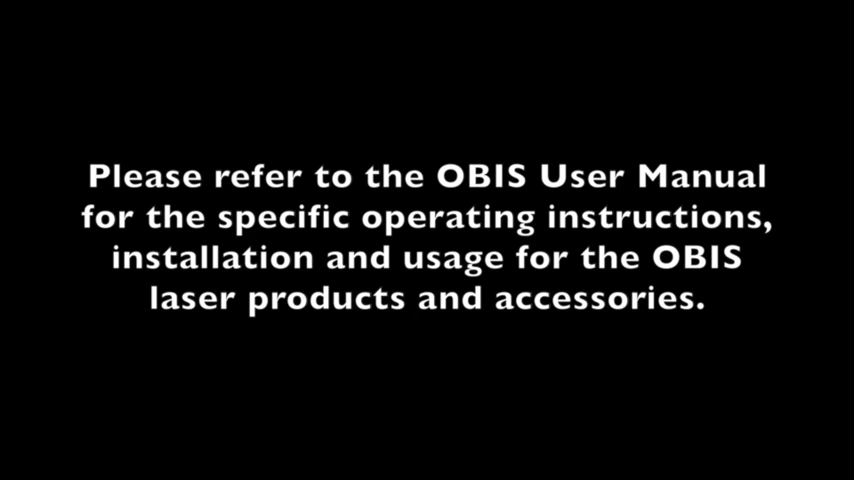 Please refer to the OBIS User Manual
for the specific operating instructions,
installation and usage for the OBIS
laser products and accessories.